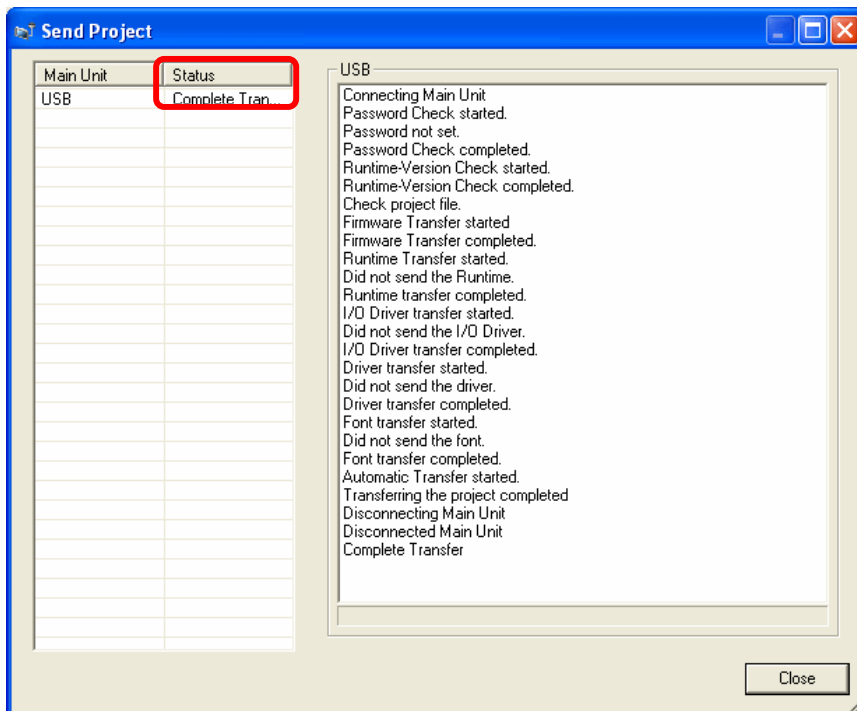 Send Project
Main Unit Status
USB Complete Tran...
USB
Connecting Main Unit
Password Check started.
Password not set.
Password Check completed.
Runtime-Version Check started.
Runtime-Version Check completed.
Check project file.
Firmware Transfer started
Firmware Transfer completed.
Runtime Transfer started.
Did not send the Runtime.
Runtime transfer completed.
I/O Driver transfer started.
Did not send the I/O Driver.
I/O Driver transfer completed.
Driver transfer started.
Did not send the driver.
Driver transfer completed.
Font transfer started.
Did not send the font.
Font transfer completed.
Automatic Transfer started.
Transferring the project completed
Disconnecting Main Unit
Disconnected Main Unit
Complete Transfer
Close